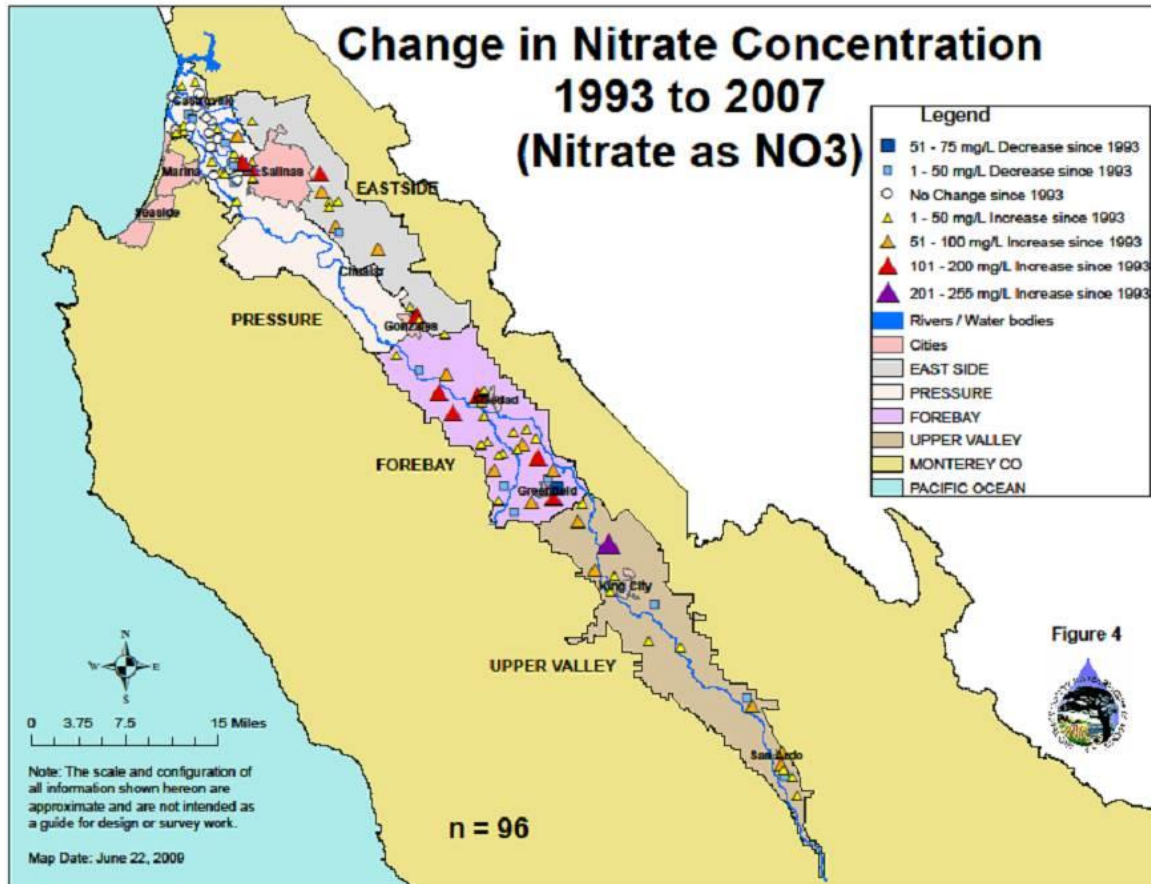 Change in Nitrate Concentration
1993 to 2007
(Nitrate as NO3)
Legend
51 - 75 mg/L Decrease since 1993
1 - 50 mg/L Decrease since 1993
No Change since 1993
1 - 50 mg/L Increase since 1993
51 - 100 mg/L Increase since 1993
101 - 200 mg/L Increase since 1993
201 - 255 mg/L Increase since 1993
Rivers / Water bodies
Cities
EAST SIDE
PRESSURE
FOREBAY
UPPER VALLEY
MONTEREY CO
PACIFIC OCEAN
Castroville
Marina
Salinas
Seaside
EASTSIDE
Chualar
PRESSURE
Gonzales
Soledad
FOREBAY
Greenfield
King City
UPPER VALLEY
San Ardo
Figure 4
N
W E
S
0 3.75 7.5 15 Miles
Note: The scale and configuration of
all information shown hereon are
approximate and are not intended as
a guide for design or survey work.
Map Date: June 22, 2009
n = 96